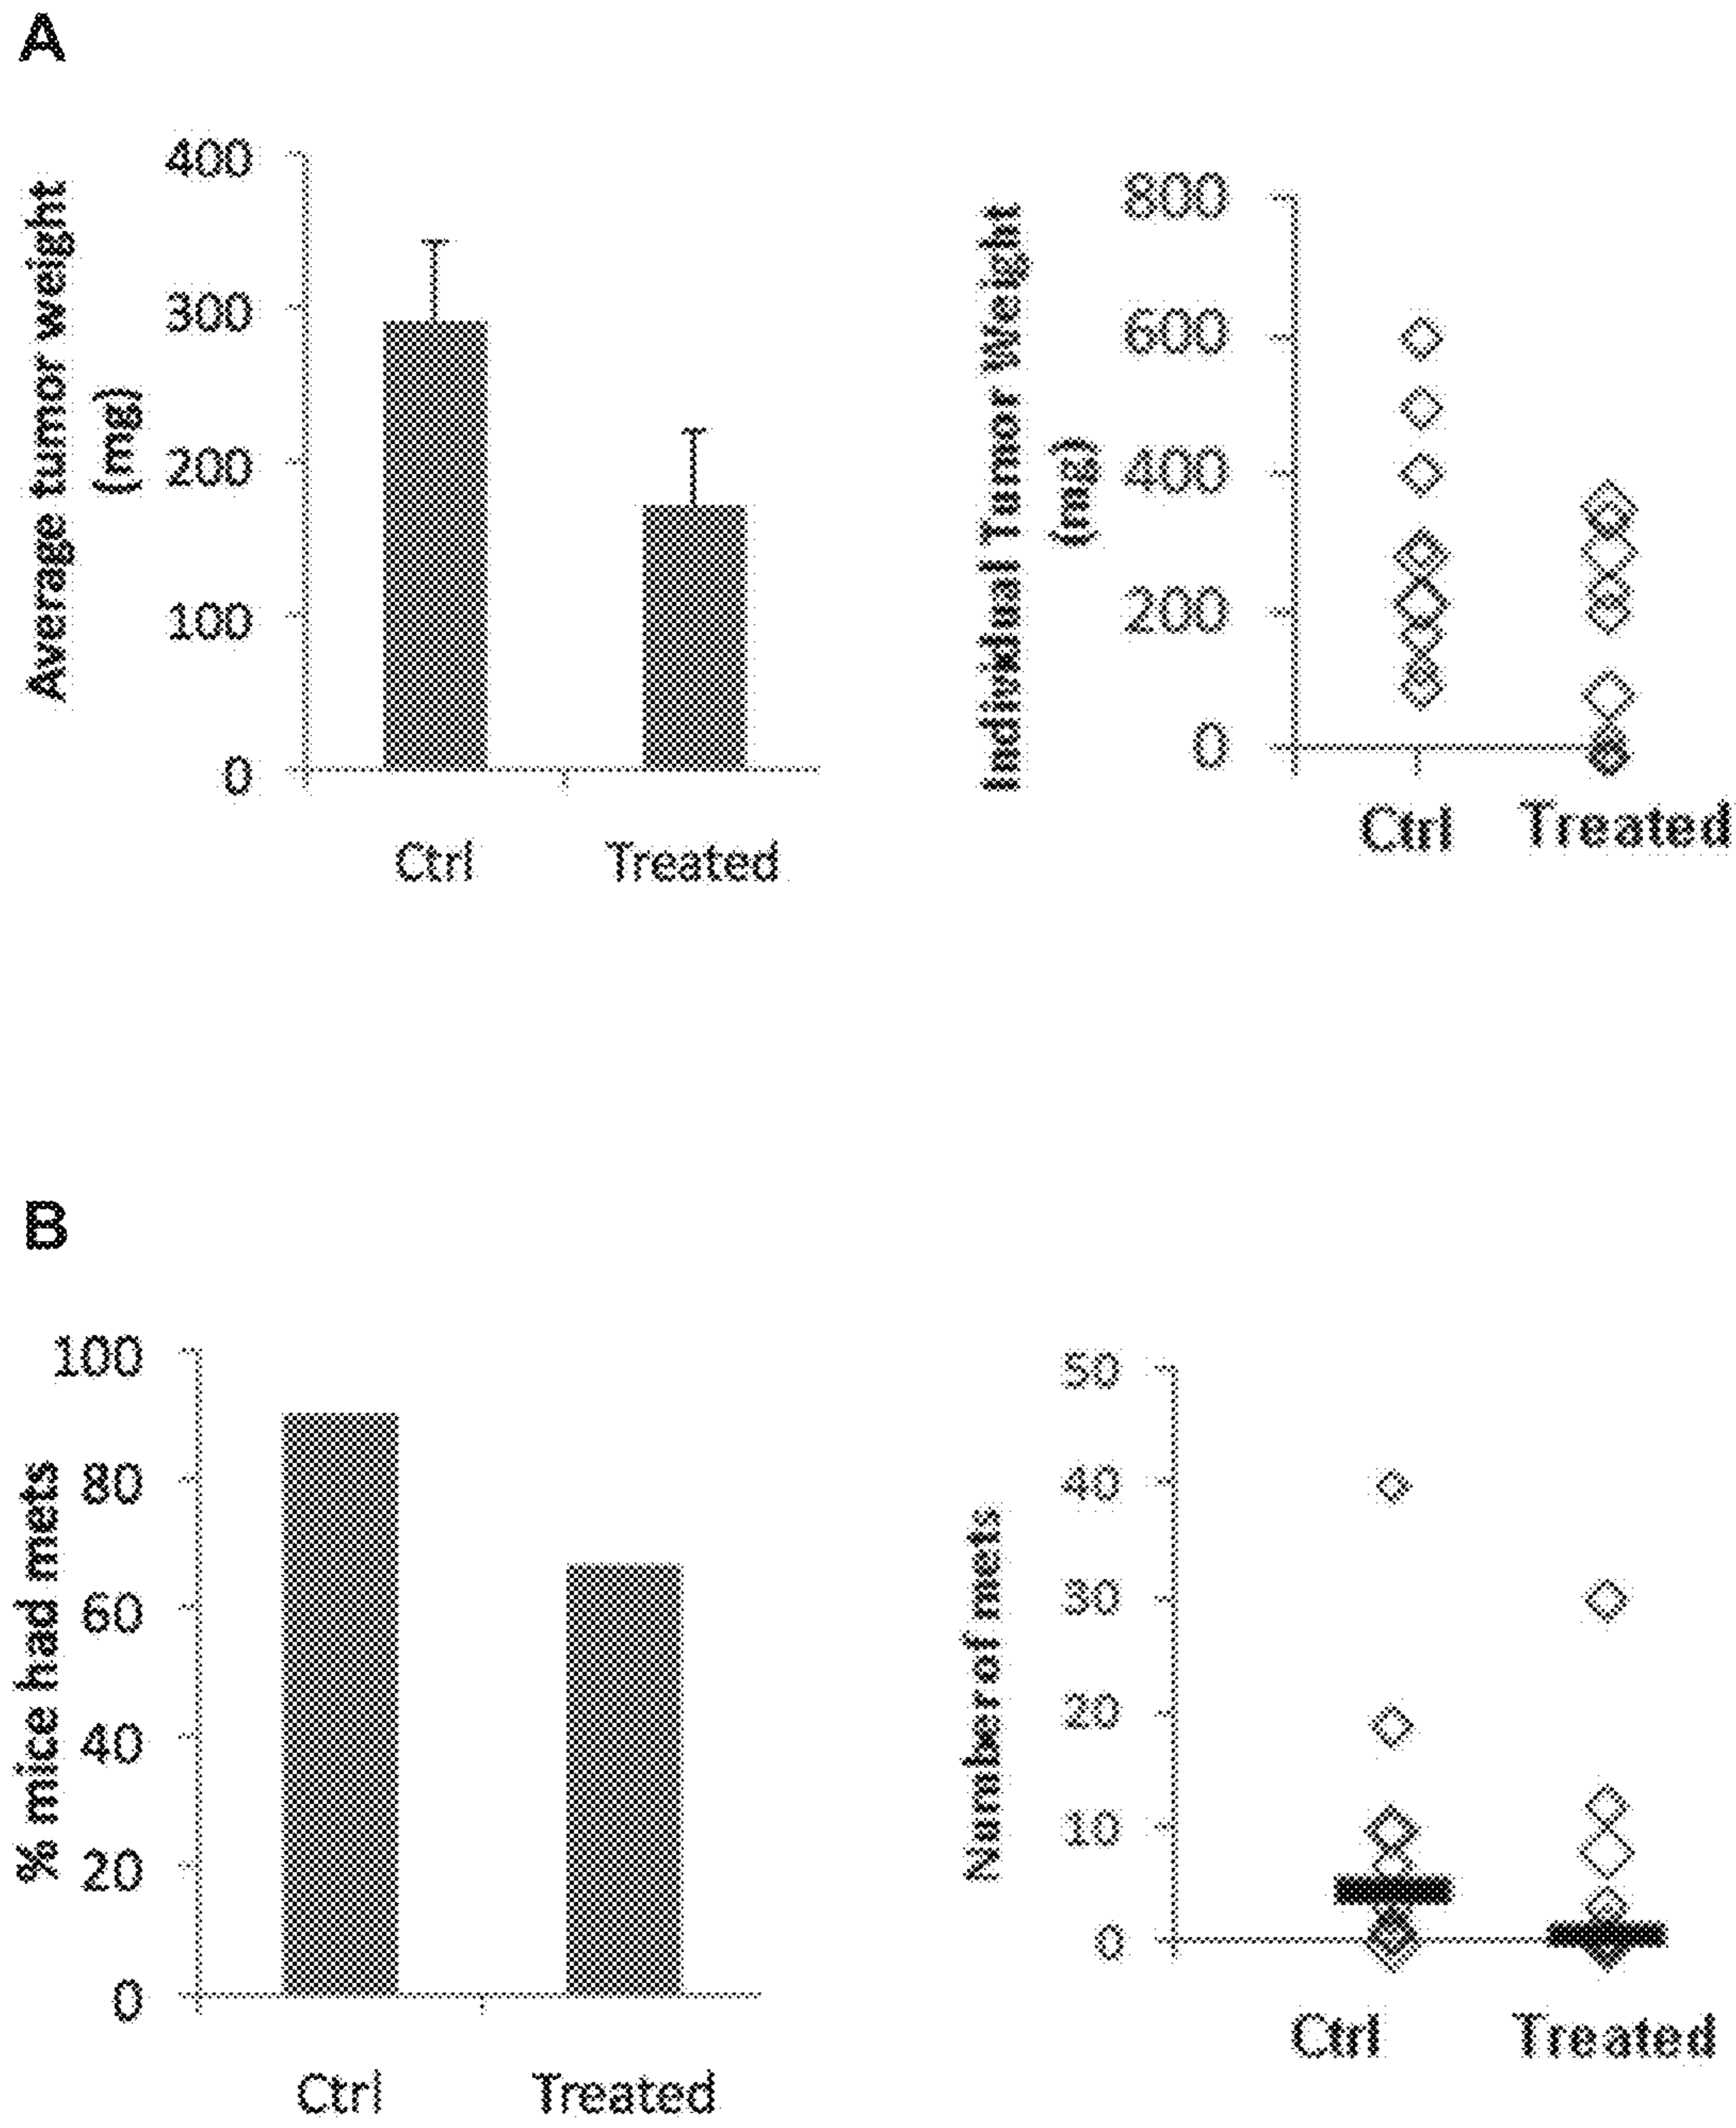 A
Average tumor weight
(mg)
400
300
200
100
0
Ctrl Treated
Individual Tumor Weight
(mg)
800
600
400
200
0
Ctrl Treated
B
% mice had mets
100
80
60
40
20
0
Ctrl Treated
Number of mets
50
40
30
20
10
0
Ctrl Treated